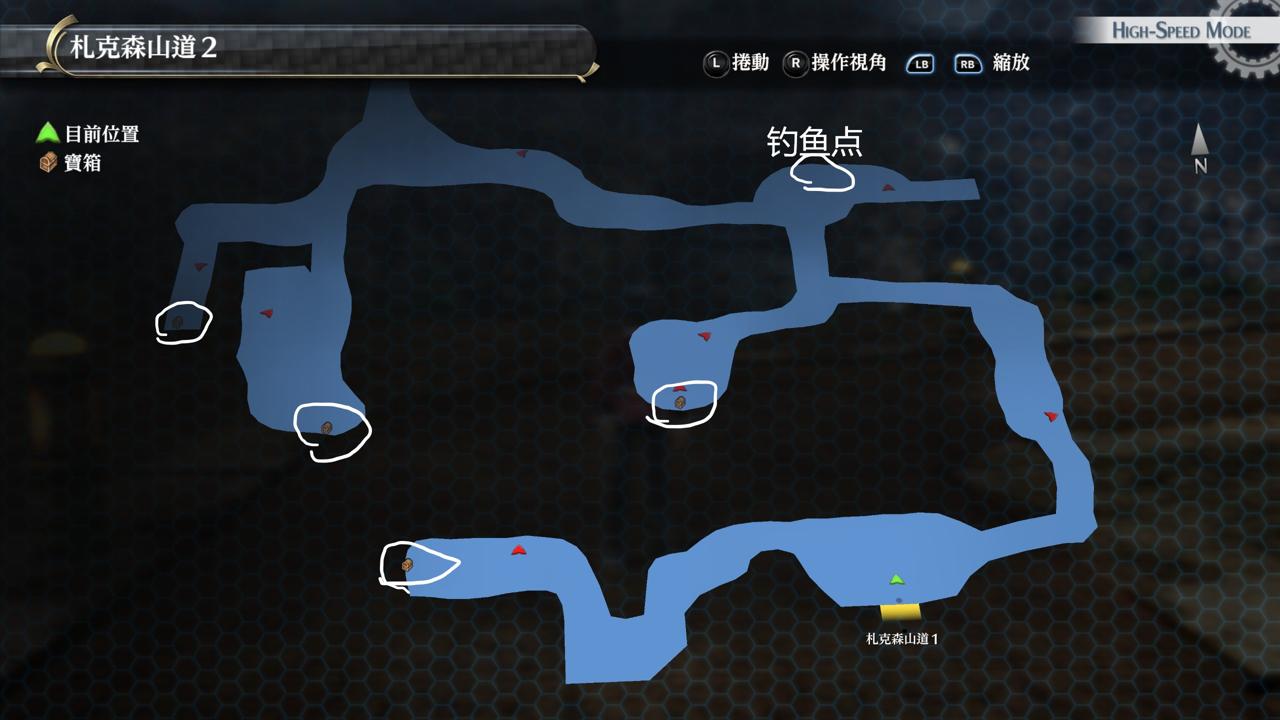 札克森山道2
HIGH-SPEED MODE
L 捲動 R 操作視角 LB RB 縮放
目前位置
寶箱
钓鱼点
N
札克森山道1